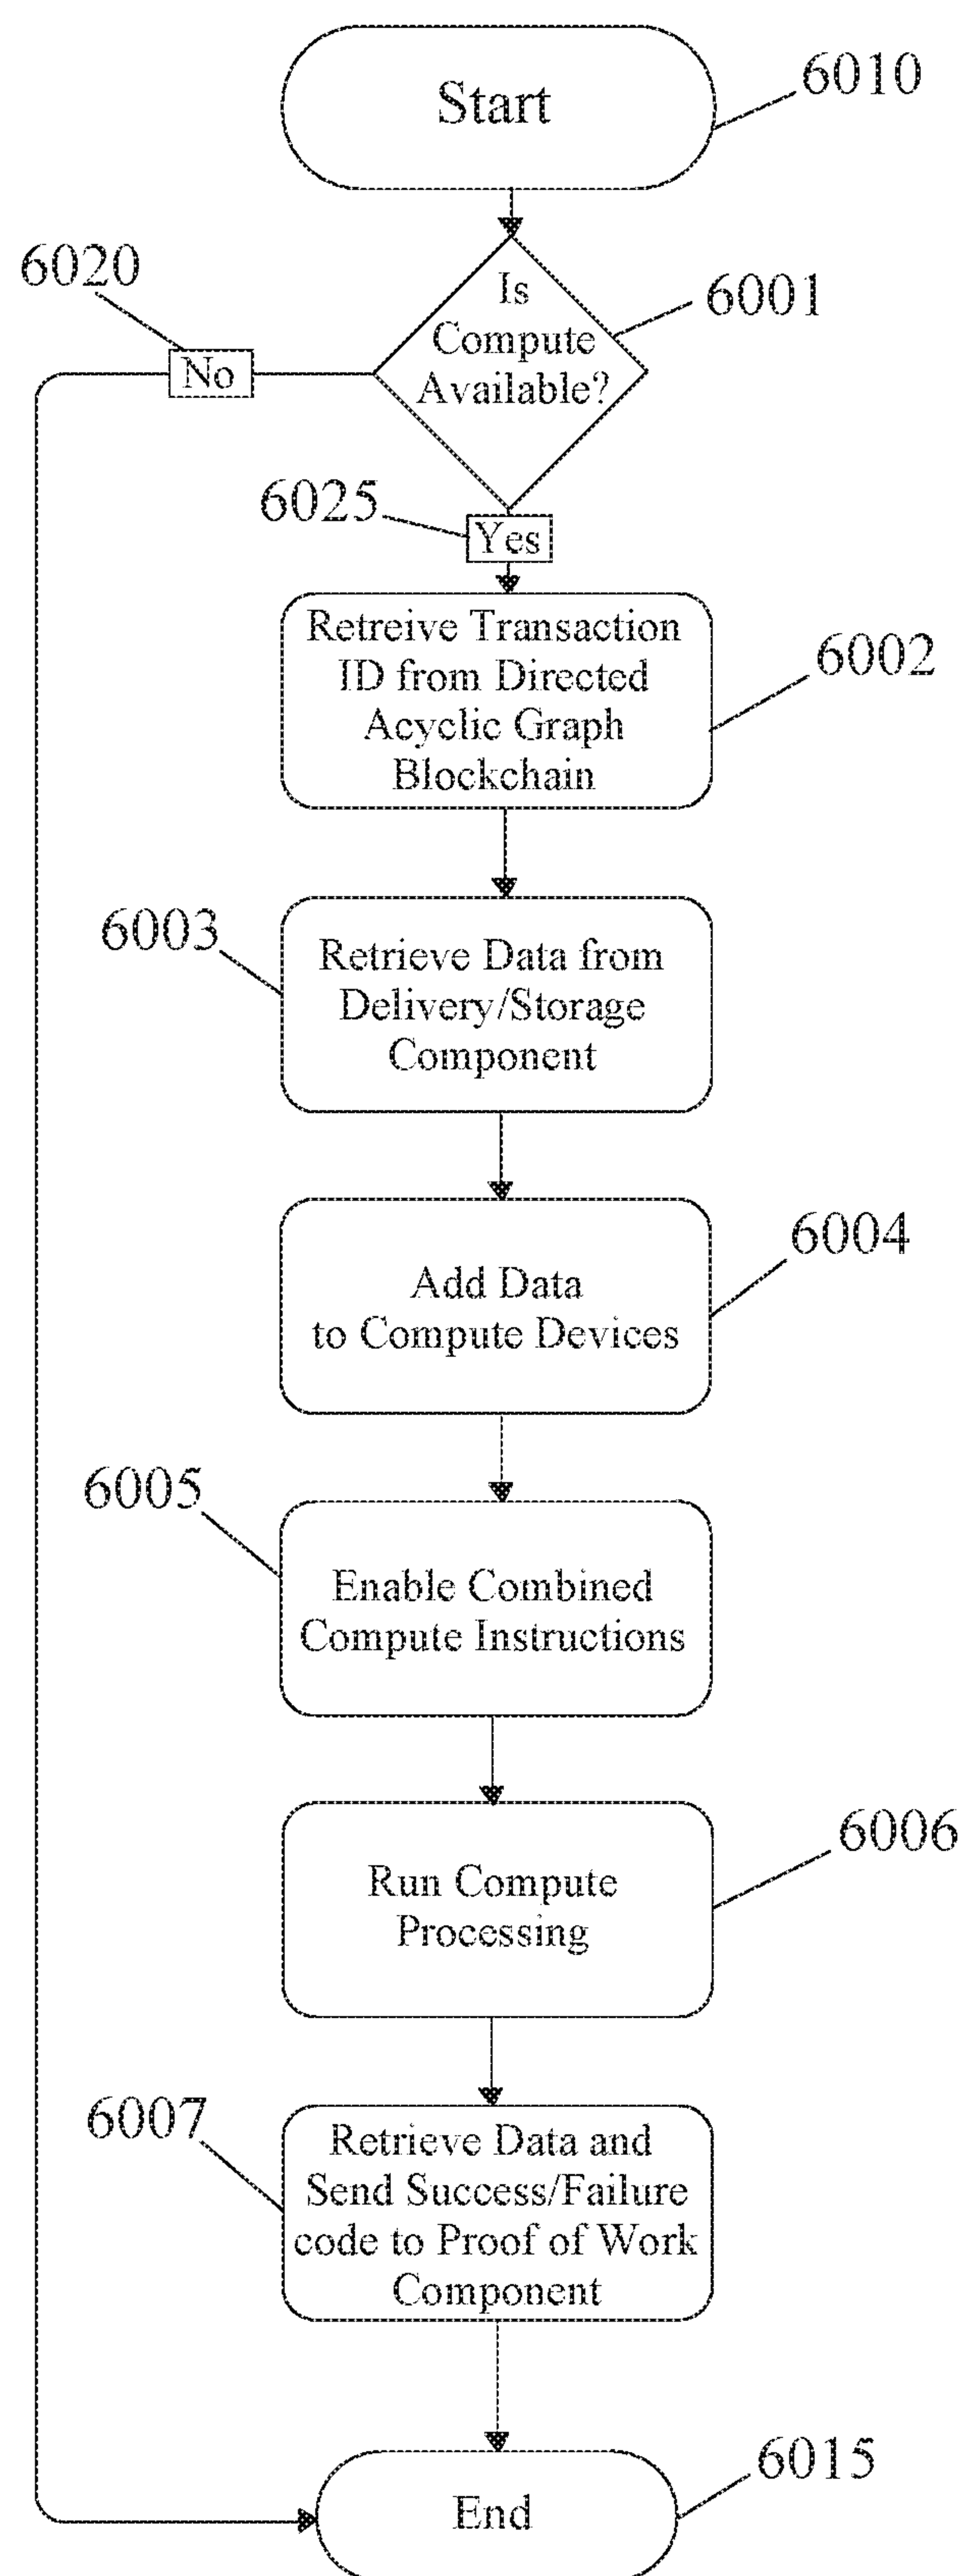 Start
6010
6020
Is
Compute
Available?
6001
No
6025
Yes
Retreive Transaction
ID from Directed
Acyclic Graph
Blockchain
6002
6003
Retrieve Data from
Delivery/Storage
Component
Add Data
to Compute Devices
6004
6005
Enable Combined
Compute Instructions
Run Compute
Processing
6006
6007
Retrieve Data and
Send Success/Failure
code to Proof of Work
Component
End
6015